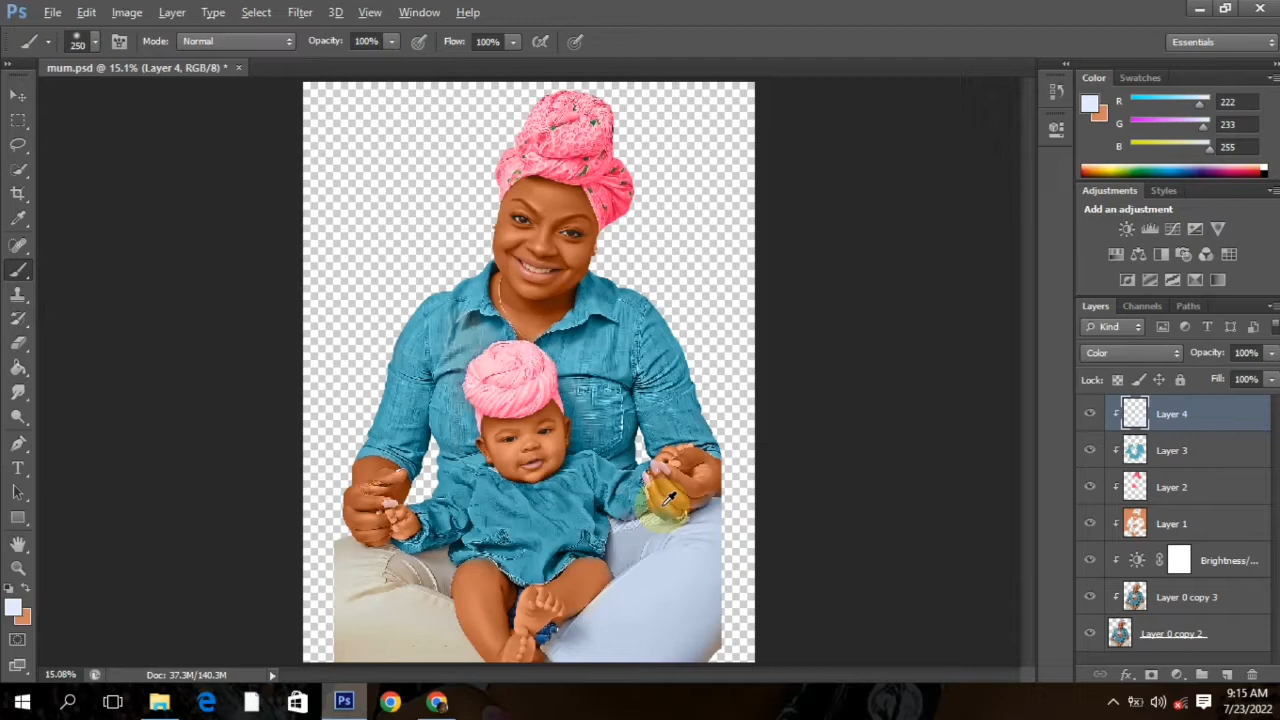 Ps File Edit Image Layer Type Select Filter 3D View Window Help
250 Mode: Normal Opacity: 100% Flow: 100% Essentials
mum.psd @ 15.1% (Layer 4, RGB/8) * ×
Color Swatches
R 222
G 233
B 255
Adjustments Styles
Add an adjustment
Layers Channels Paths
Kind
Color Opacity: 100%
Lock: Fill: 100%
Layer 4
Layer 3
Layer 2
Layer 1
Brightness/...
Layer 0 copy 3
Layer 0 copy 2
15.08% Doc: 37.3M/140.3M
9:15 AM
7/23/2022